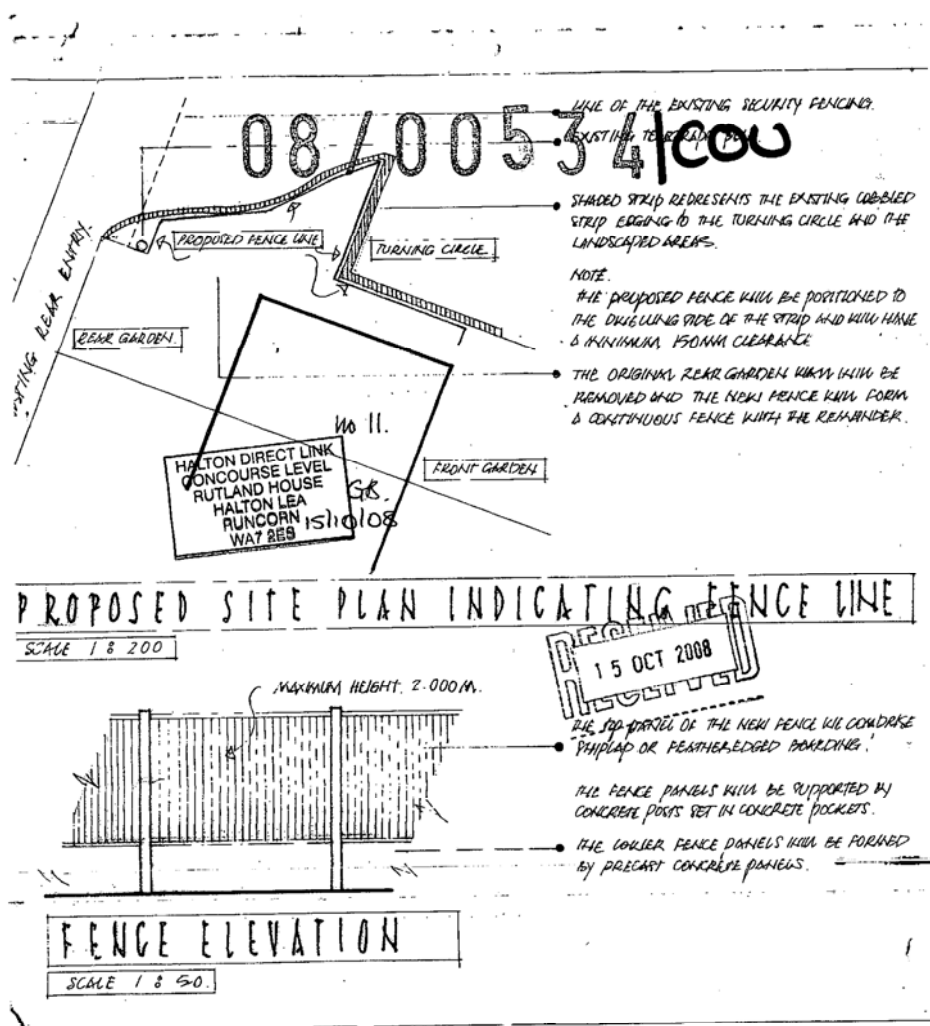 08/00534/COU
LINE OF THE EXISTING SECURITY FENCING.
EXISTING
SHADED STRIP REPRESENTS THE EXISTING COBBLED
STRIP EDGING TO THE TURNING CIRCLE AND THE
LANDSCAPED AREAS.
NOTE.
THE PROPOSED FENCE WILL BE POSITIONED TO
THE DWELLING SIDE OF THE STRIP AND WILL HAVE
A MINIMUM 150MM CLEARANCE
THE ORIGINAL REAR GARDEN WILL BE
REMOVED AND THE NEW FENCE WILL FORM
A CONTINUOUS FENCE WITH THE REMAINDER.
PROPOSED FENCE LINE
TURNING CIRCLE
REAR ENTRY.
REAR GARDEN.
No 11.
FRONT GARDEN
HALTON DIRECT LINK
CONCOURSE LEVEL
RUTLAND HOUSE
HALTON LEA
RUNCORN
WA7 2ES
GB.
15/10/08
PROPOSED SITE PLAN INDICATING FENCE LINE
SCALE 1:200
RECEIVED
15 OCT 2008
RECEIVED
MAXIMUM HEIGHT. 2.000M.
THE TOP PANEL OF THE NEW FENCE WILL COMPRISE
SHIPLAP OR FEATHEREDGED BOARDING.
THE FENCE PANELS WILL BE SUPPORTED BY
CONCRETE POSTS SET IN CONCRETE POCKETS.
THE LOWER FENCE PANELS WILL BE FORMED
BY PRECAST CONCRETE PANELS.
FENCE ELEVATION
SCALE 1:50.